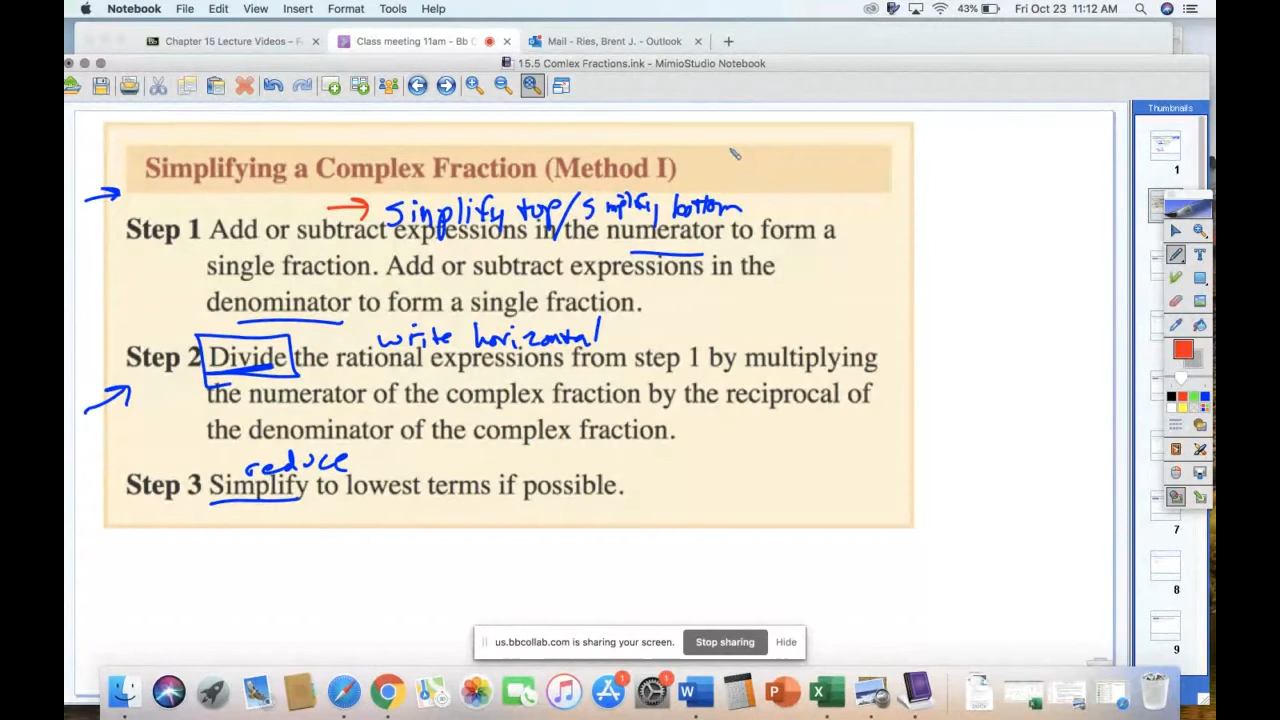 Notebook File Edit View Insert Format Tools Help 43% Fri Oct 23 11:12 AM
Chapter 15 Lecture Videos – F Class meeting 11am - Bb C Mail - Ries, Brent J. - Outlook
15.5 Comlex Fractions.ink - MimioStudio Notebook
Thumbnails
Simplifying a Complex Fraction (Method I)
simplify top/simplify bottom
Step 1 Add or subtract expressions in the numerator to form a
single fraction. Add or subtract expressions in the
denominator to form a single fraction.
write horizontal
Step 2 Divide the rational expressions from step 1 by multiplying
the numerator of the complex fraction by the reciprocal of
the denominator of the complex fraction.
reduce
Step 3 Simplify to lowest terms if possible.
1
7
8
9
us.bbcollab.com is sharing your screen. Stop sharing Hide